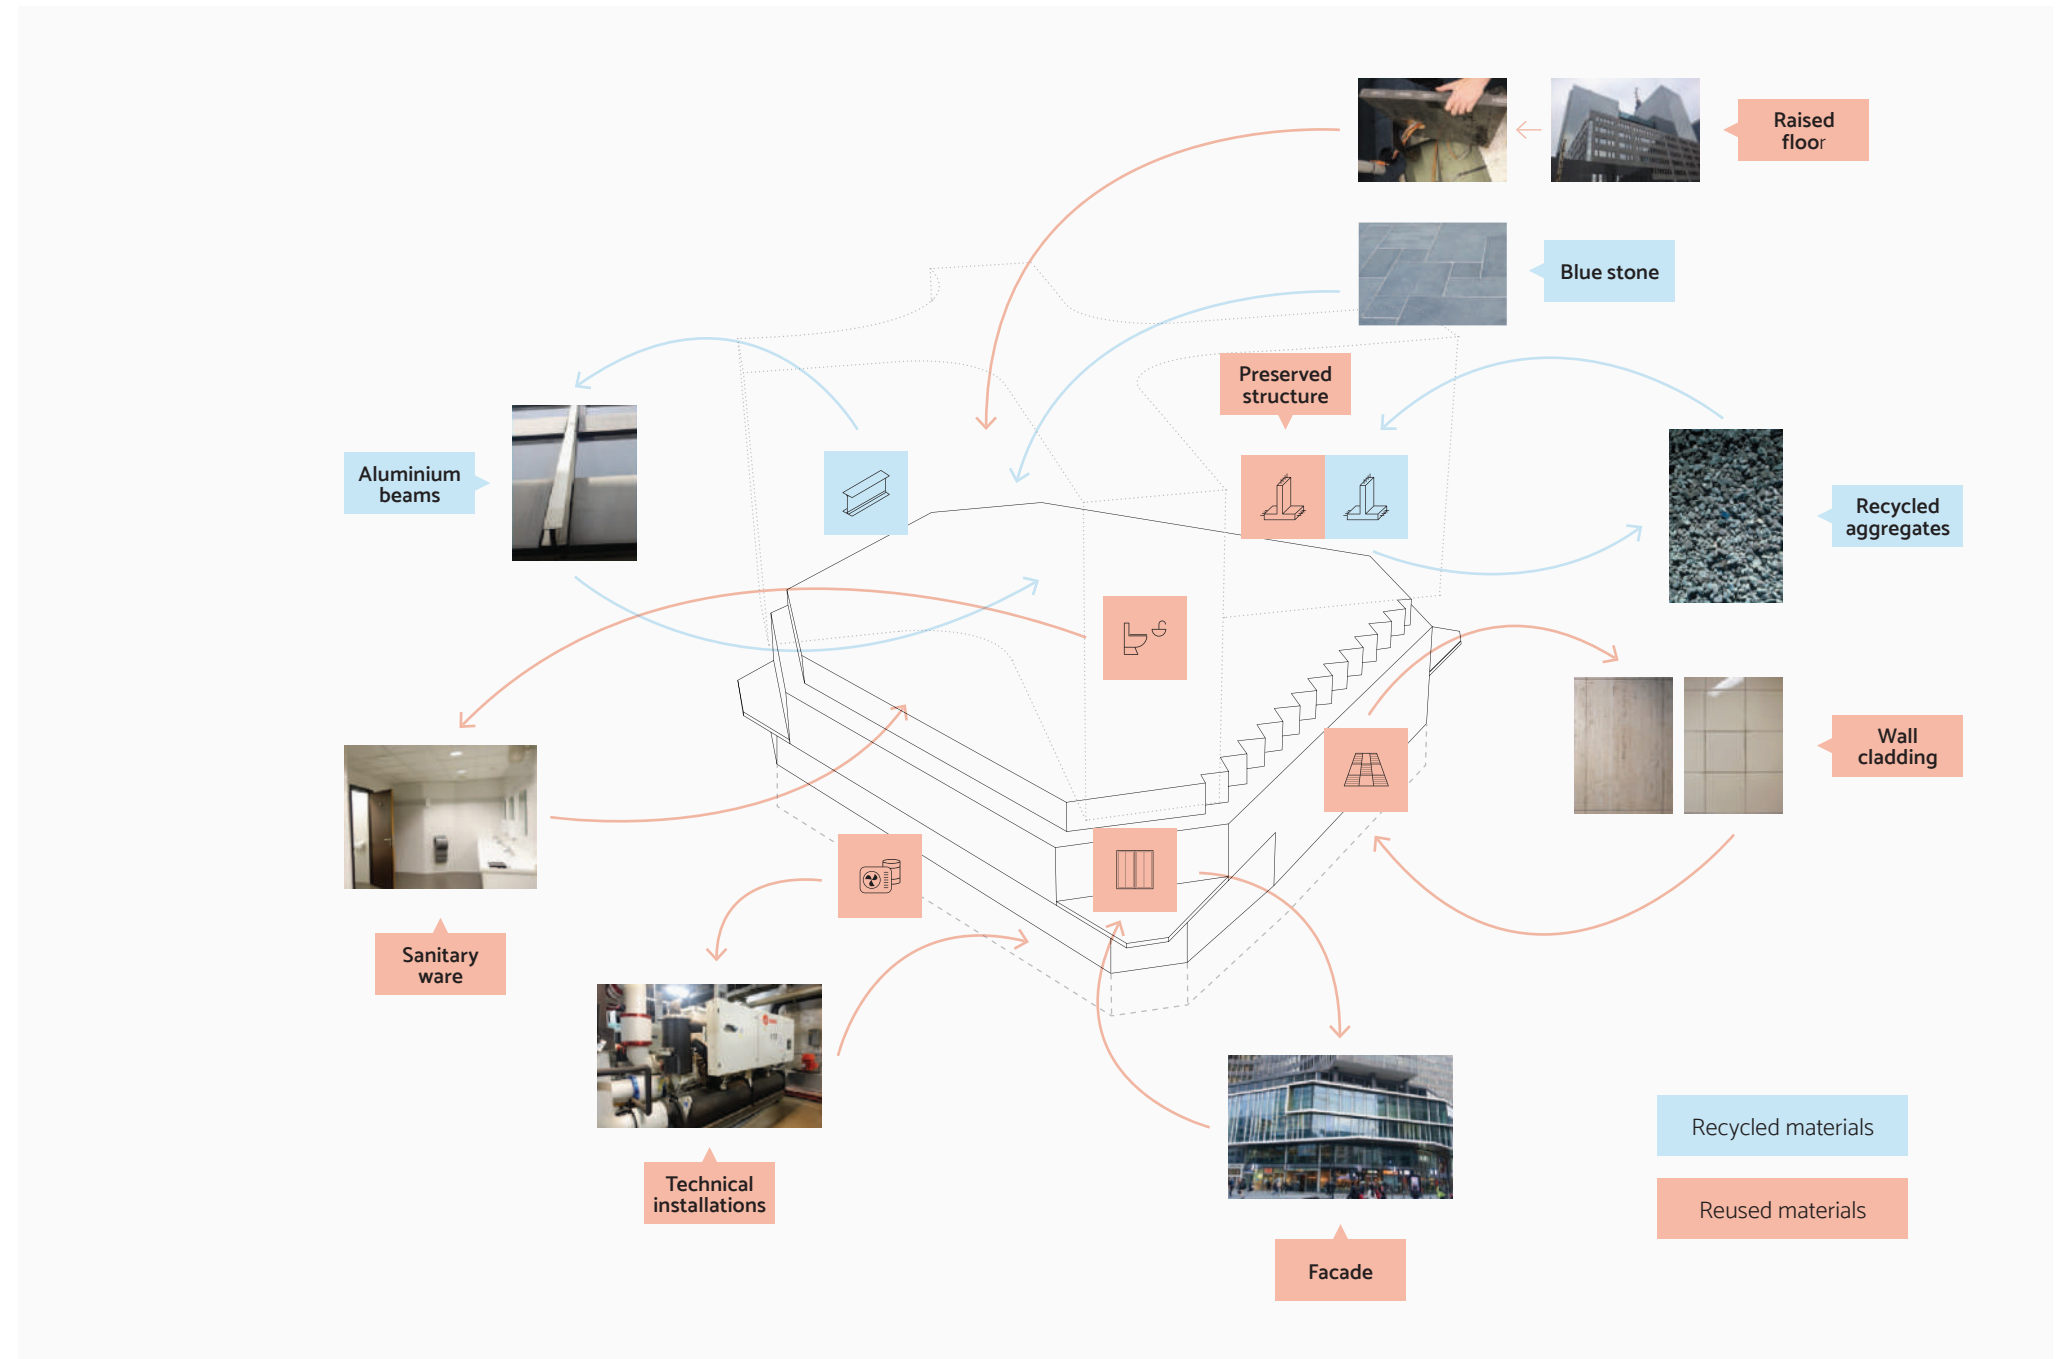 Raised
floor
Blue stone
Preserved
structure
Aluminium
beams
Recycled
aggregates
Wall
cladding
Sanitary
ware
Technical
installations
Facade
Recycled materials
Reused materials